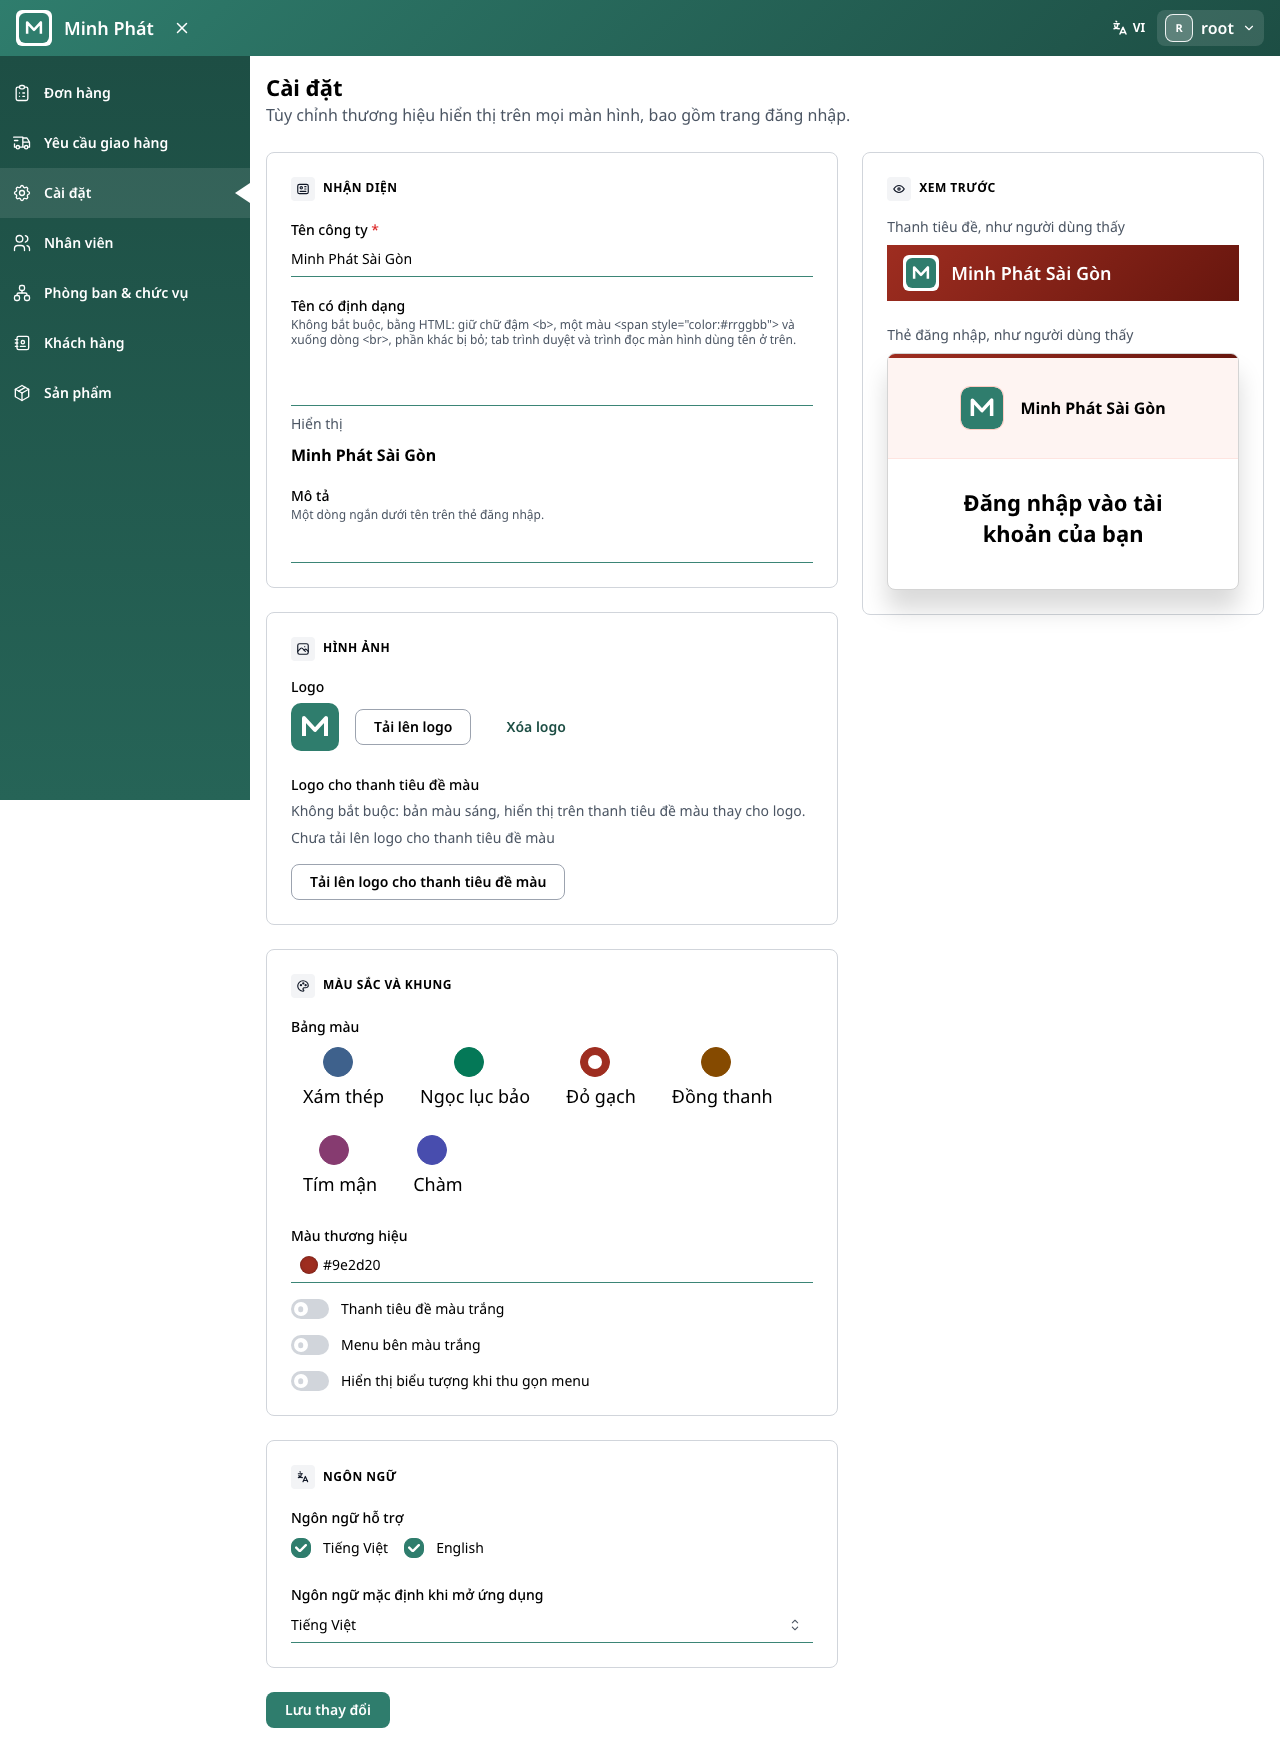 Minh Phát
VI
R
root
Đơn hàng
Yêu cầu giao hàng
Cài đặt
Nhân viên
Phòng ban & chức vụ
Khách hàng
Sản phẩm
Cài đặt
Tùy chỉnh thương hiệu hiển thị trên mọi màn hình, bao gồm trang đăng nhập.
NHẬN DIỆN
Tên công ty *
Minh Phát Sài Gòn
Tên có định dạng
Không bắt buộc, bằng HTML: giữ chữ đậm <b>, một màu <span style="color:#rrggbb"> và
xuống dòng <br>, phần khác bị bỏ; tab trình duyệt và trình đọc màn hình dùng tên ở trên.
Hiển thị
Minh Phát Sài Gòn
Mô tả
Một dòng ngắn dưới tên trên thẻ đăng nhập.
XEM TRƯỚC
Thanh tiêu đề, như người dùng thấy
Minh Phát Sài Gòn
Thẻ đăng nhập, như người dùng thấy
Minh Phát Sài Gòn
Đăng nhập vào tài
khoản của bạn
HÌNH ẢNH
Logo
Tải lên logo
Xóa logo
Logo cho thanh tiêu đề màu
Không bắt buộc: bản màu sáng, hiển thị trên thanh tiêu đề màu thay cho logo.
Chưa tải lên logo cho thanh tiêu đề màu
Tải lên logo cho thanh tiêu đề màu
MÀU SẮC VÀ KHUNG
Bảng màu
Xám thép
Ngọc lục bảo
Đỏ gạch
Đồng thanh
Tím mận
Chàm
Màu thương hiệu
#9e2d20
Thanh tiêu đề màu trắng
Menu bên màu trắng
Hiển thị biểu tượng khi thu gọn menu
NGÔN NGỮ
Ngôn ngữ hỗ trợ
Tiếng Việt
English
Ngôn ngữ mặc định khi mở ứng dụng
Tiếng Việt
Lưu thay đổi